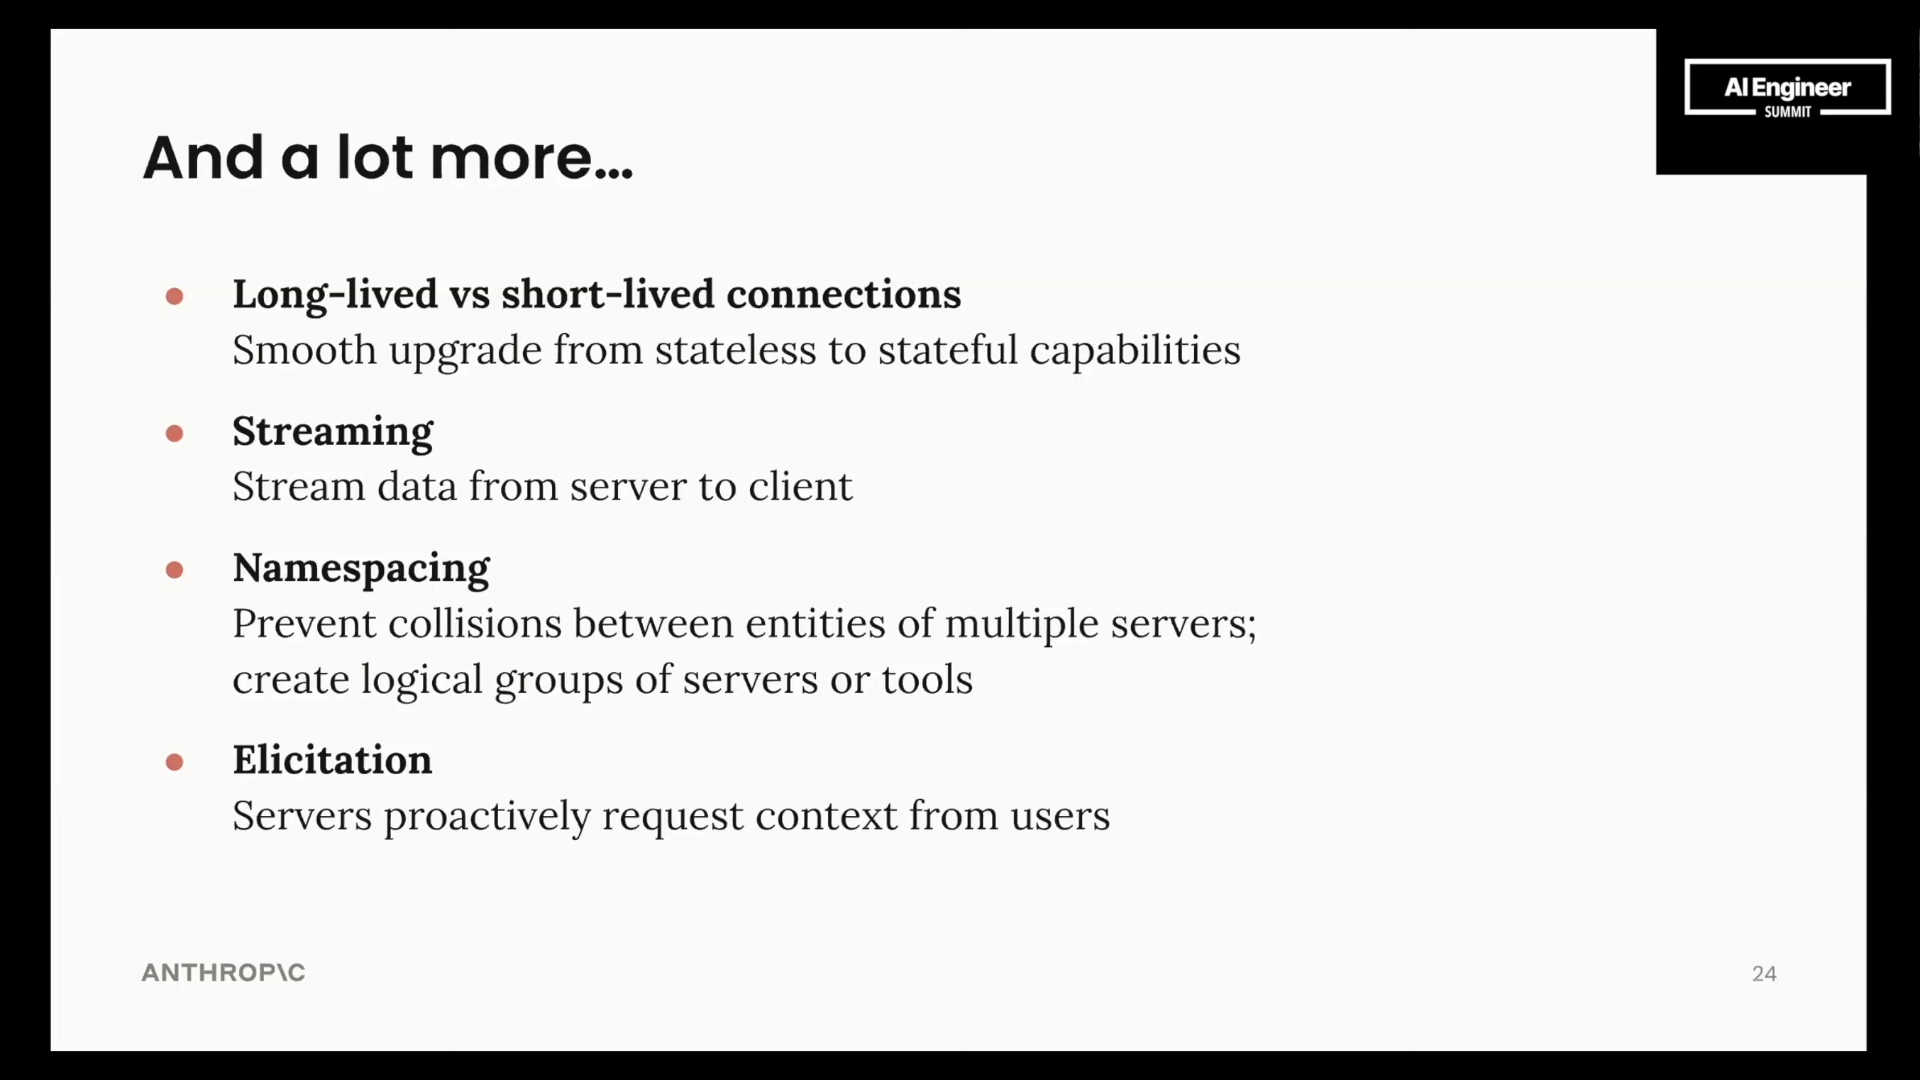 AI Engineer
SUMMIT
And a lot more...
● Long-lived vs short-lived connections
Smooth upgrade from stateless to stateful capabilities
● Streaming
Stream data from server to client
● Namespacing
Prevent collisions between entities of multiple servers;
create logical groups of servers or tools
● Elicitation
Servers proactively request context from users
ANTHROP\C
24